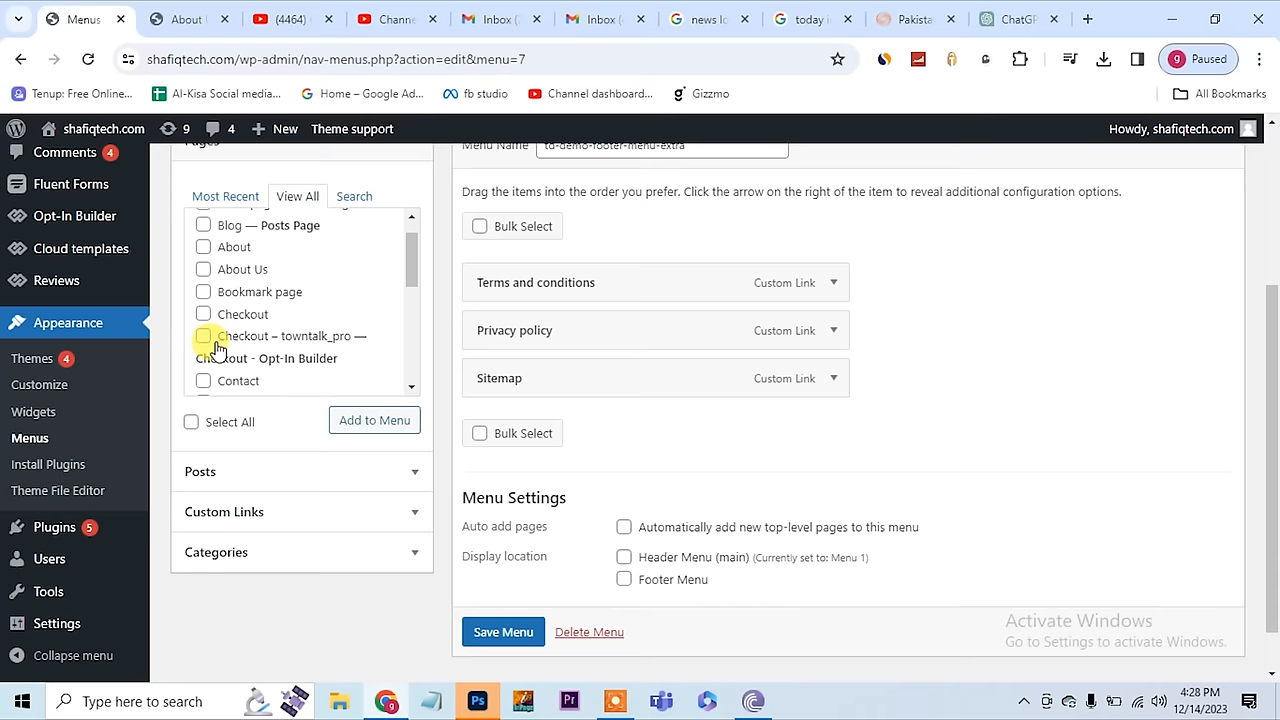 Menus
About
(4464)
Channe
Inbox (
Inbox (
news lo
today i
Pakista
ChatGP
shafiqtech.com/wp-admin/nav-menus.php?action=edit&menu=7
g Paused
Tenup: Free Online...
Al-Kisa Social media...
Home – Google Ad...
fb studio
Channel dashboard...
Gizmmo
All Bookmarks
shafiqtech.com
9
4
New
Theme support
Howdy, shafiqtech.com
Comments 4
Fluent Forms
Opt-In Builder
Cloud templates
Reviews
Appearance
Themes 4
Customize
Widgets
Menus
Install Plugins
Theme File Editor
Plugins 5
Users
Tools
Settings
Collapse menu
Pages
Most Recent
View All
Search
Blog — Posts Page
About
About Us
Bookmark page
Checkout
Checkout – towntalk_pro —
Checkout - Opt-In Builder
Contact
Select All
Add to Menu
Posts
Custom Links
Categories
Menu Name
td-demo-footer-menu-extra
Drag the items into the order you prefer. Click the arrow on the right of the item to reveal additional configuration options.
Bulk Select
Terms and conditions Custom Link
Privacy policy Custom Link
Sitemap Custom Link
Bulk Select
Menu Settings
Auto add pages
Automatically add new top-level pages to this menu
Display location
Header Menu (main) (Currently set to: Menu 1)
Footer Menu
Save Menu
Delete Menu
Activate Windows
Go to Settings to activate Windows.
Type here to search
Ps
Pr
4:28 PM
12/14/2023